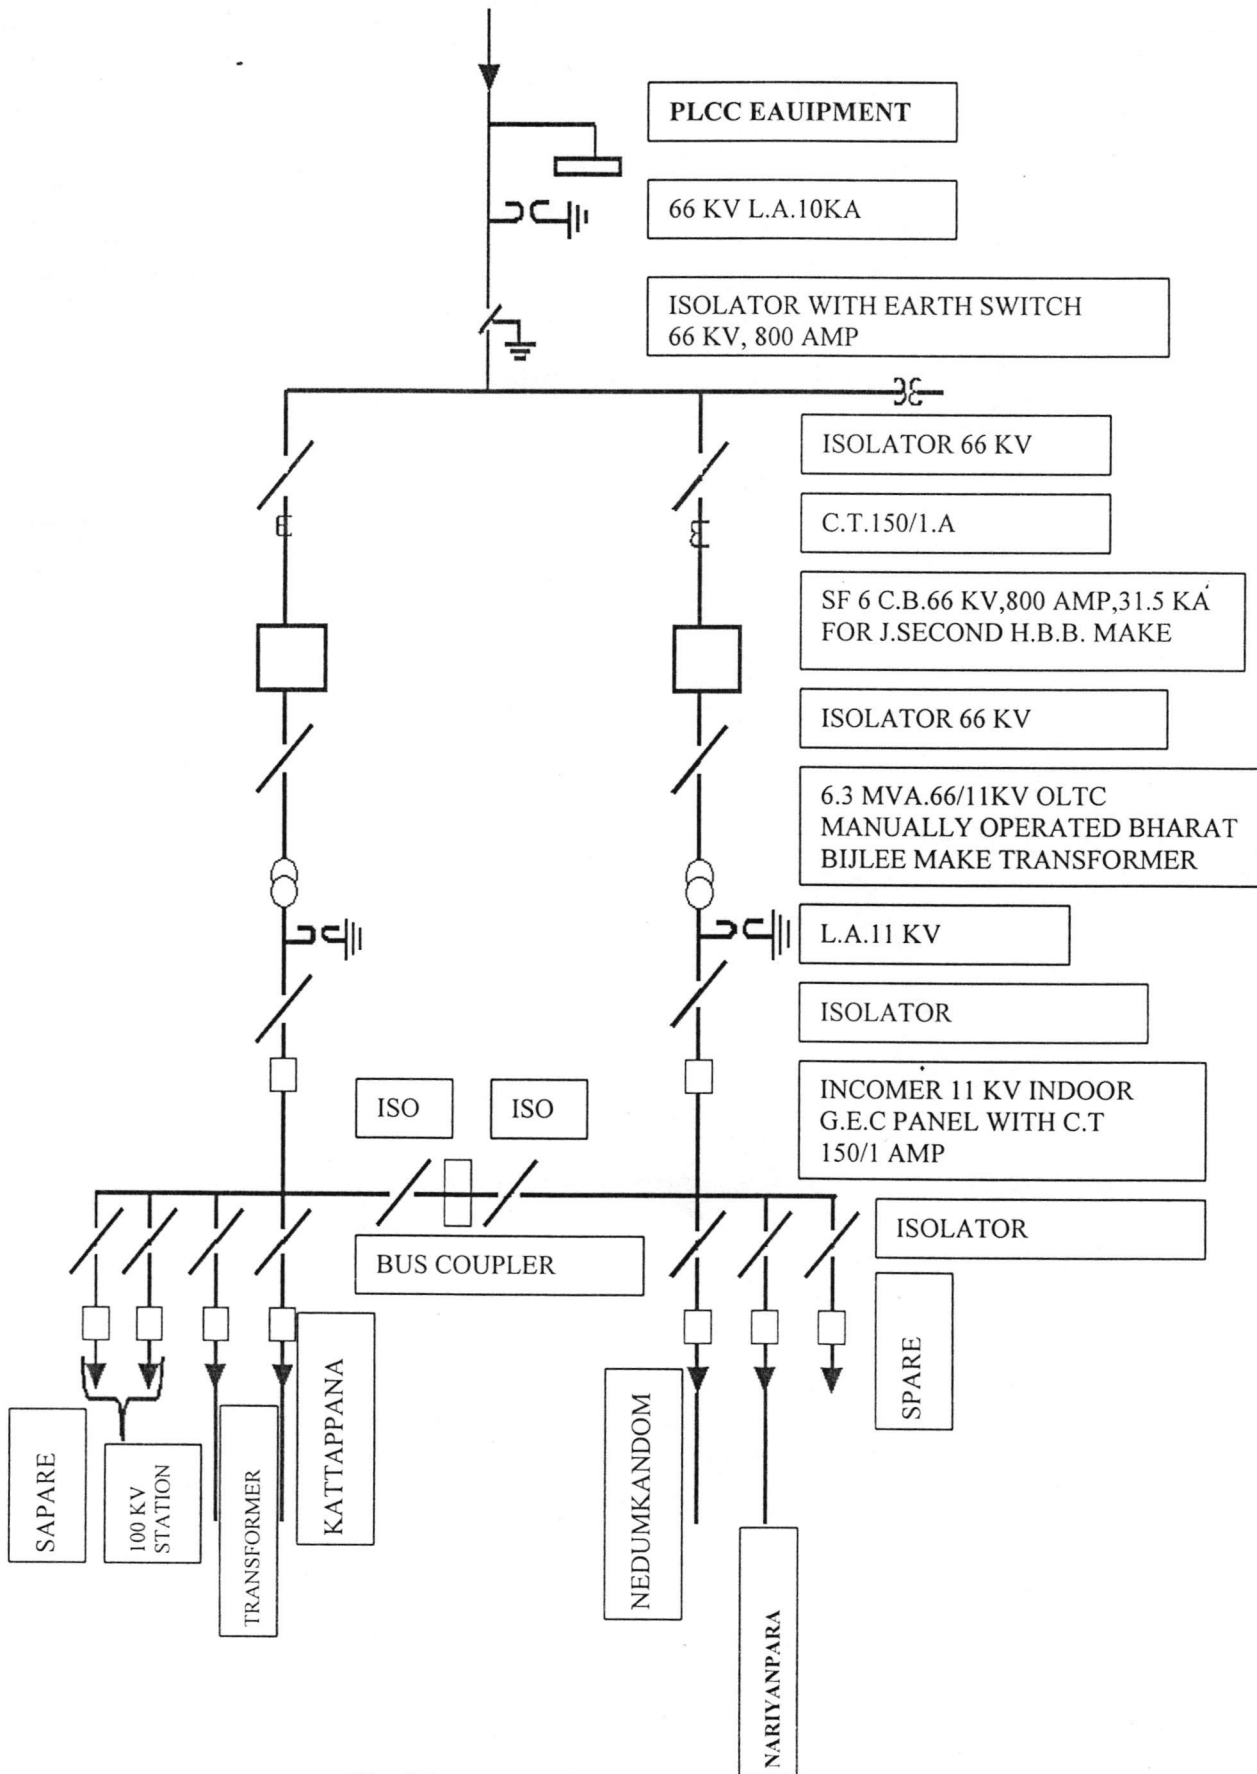 PLCC EAUIPMENT
66 KV L.A.10KA
ISOLATOR WITH EARTH SWITCH
66 KV, 800 AMP
ISOLATOR 66 KV
C.T.150/1.A
SF 6 C.B.66 KV,800 AMP,31.5 KA
FOR J.SECOND H.B.B. MAKE
ISOLATOR 66 KV
6.3 MVA.66/11KV OLTC
MANUALLY OPERATED BHARAT
BIJLEE MAKE TRANSFORMER
L.A.11 KV
ISOLATOR
INCOMER 11 KV INDOOR
G.E.C PANEL WITH C.T
150/1 AMP
ISO
ISO
BUS COUPLER
ISOLATOR
SAPARE
100 KV
STATION
TRANSFORMER
KATTAPPANA
NEDUMKANDOM
NARIYANPARA
SPARE